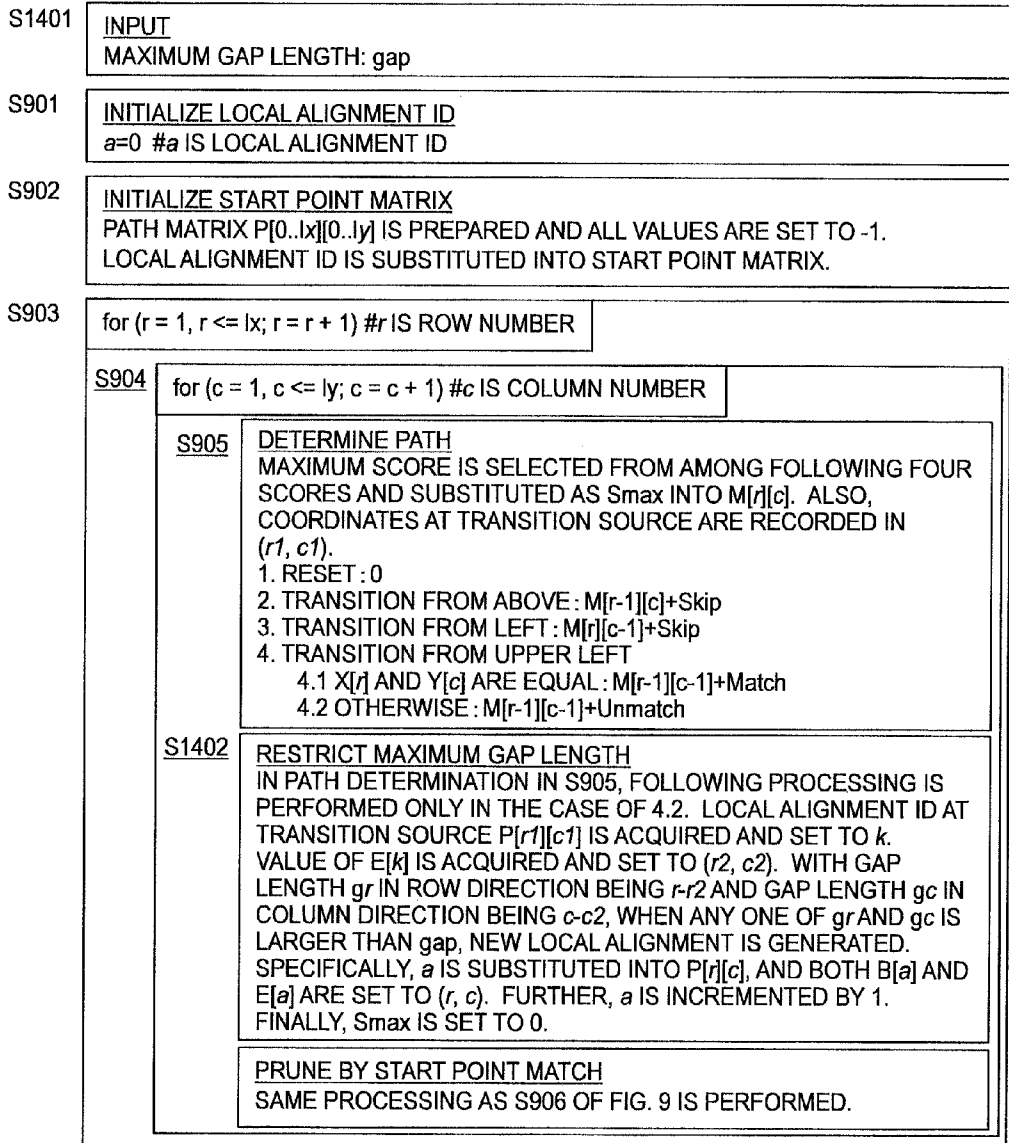 S1401
INPUT
MAXIMUM GAP LENGTH: gap
S901
INITIALIZE LOCAL ALIGNMENT ID
a=0 #a IS LOCAL ALIGNMENT ID
S902
INITIALIZE START POINT MATRIX
PATH MATRIX P[0..lx][0..ly] IS PREPARED AND ALL VALUES ARE SET TO -1.
LOCAL ALIGNMENT ID IS SUBSTITUTED INTO START POINT MATRIX.
S903
for (r = 1, r <= lx; r = r + 1) #r IS ROW NUMBER
S904
for (c = 1, c <= ly; c = c + 1) #c IS COLUMN NUMBER
S905
DETERMINE PATH
MAXIMUM SCORE IS SELECTED FROM AMONG FOLLOWING FOUR
SCORES AND SUBSTITUTED AS Smax INTO M[r][c]. ALSO,
COORDINATES AT TRANSITION SOURCE ARE RECORDED IN
(r1, c1).
1. RESET : 0
2. TRANSITION FROM ABOVE : M[r-1][c]+Skip
3. TRANSITION FROM LEFT : M[r][c-1]+Skip
4. TRANSITION FROM UPPER LEFT
4.1 X[r] AND Y[c] ARE EQUAL : M[r-1][c-1]+Match
4.2 OTHERWISE : M[r-1][c-1]+Unmatch
S1402
RESTRICT MAXIMUM GAP LENGTH
IN PATH DETERMINATION IN S905, FOLLOWING PROCESSING IS
PERFORMED ONLY IN THE CASE OF 4.2. LOCAL ALIGNMENT ID AT
TRANSITION SOURCE P[r1][c1] IS ACQUIRED AND SET TO k.
VALUE OF E[k] IS ACQUIRED AND SET TO (r2, c2). WITH GAP
LENGTH gr IN ROW DIRECTION BEING r-r2 AND GAP LENGTH gc IN
COLUMN DIRECTION BEING c-c2, WHEN ANY ONE OF gr AND gc IS
LARGER THAN gap, NEW LOCAL ALIGNMENT IS GENERATED.
SPECIFICALLY, a IS SUBSTITUTED INTO P[r][c], AND BOTH B[a] AND
E[a] ARE SET TO (r, c). FURTHER, a IS INCREMENTED BY 1.
FINALLY, Smax IS SET TO 0.
PRUNE BY START POINT MATCH
SAME PROCESSING AS S906 OF FIG. 9 IS PERFORMED.